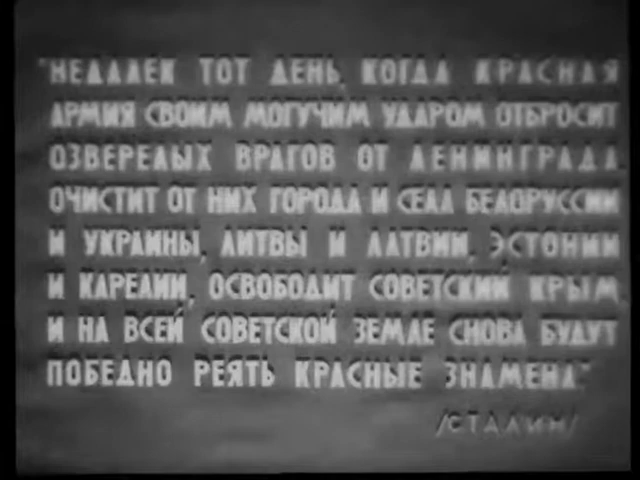 "НЕДАЛЕК ТОТ ДЕНЬ, КОГДА КРАСНАЯ
АРМИЯ СВОИМ МОГУЧИМ УДАРОМ ОТБРОСИТ
ОЗВЕРЕЛЫХ ВРАГОВ ОТ ЛЕНИНГРАДА,
ОЧИСТИТ ОТ НИХ ГОРОДА И СЕЛА БЕЛОРУССИИ
И УКРАИНЫ, ЛИТВЫ И ЛАТВИИ, ЭСТОНИИ
И КАРЕЛИИ, ОСВОБОДИТ СОВЕТСКИЙ КРЫМ,
И НА ВСЕЙ СОВЕТСКОЙ ЗЕМЛЕ СНОВА БУДУТ
ПОБЕДНО РЕЯТЬ КРАСНЫЕ ЗНАМЕНА."
/СТАЛИН/